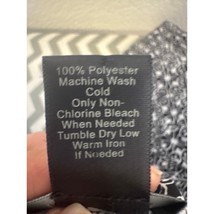 100% Polyester
Machine Wash
Cold
Only Non-
Chlorine Bleach
When Needed
Tumble Dry Low
Warm Iron
If Needed